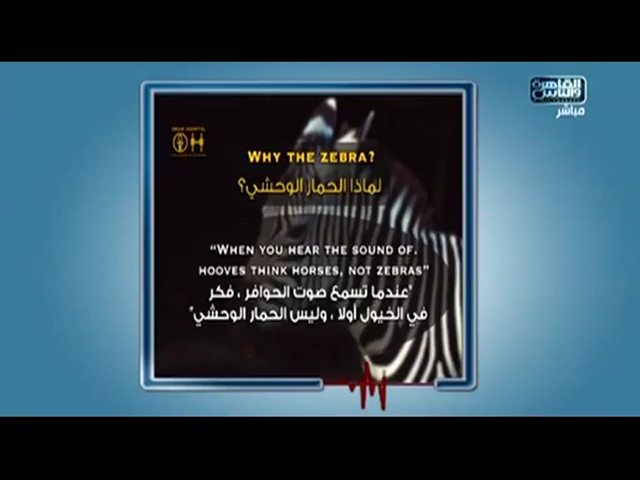 القاهرة
والناس
مباشر
WHY THE ZEBRA?
لماذا الحمار الوحشي؟
“WHEN YOU HEAR THE SOUND OF.
HOOVES THINK HORSES, NOT ZEBRAS”
"عندما تسمع صوت الحوافر ، فكر
في الخيول أولا ، وليس الحمار الوحشي"